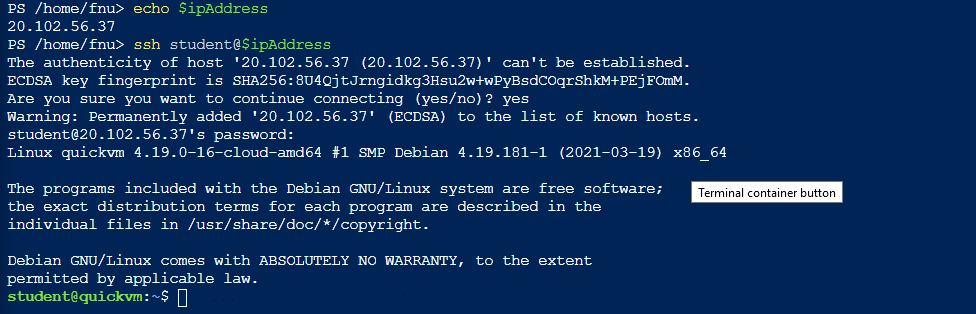 PS /home/fnu> echo $ipAddress
20.102.56.37
PS /home/fnu> ssh student@$ipAddress
The authenticity of host '20.102.56.37 (20.102.56.37)' can't be established.
ECDSA key fingerprint is SHA256:8U4QjtJrngidkg3Hsu2w+wPyBsdCOqrShkM+PEjFOmM.
Are you sure you want to continue connecting (yes/no)? yes
Warning: Permanently added '20.102.56.37' (ECDSA) to the list of known hosts.
student@20.102.56.37's password:
Linux quickvm 4.19.0-16-cloud-amd64 #1 SMP Debian 4.19.181-1 (2021-03-19) x86_64
The programs included with the Debian GNU/Linux system are free software;
Terminal container button
the exact distribution terms for each program are described in the
individual files in /usr/share/doc/*/copyright.
Debian GNU/Linux comes with ABSOLUTELY NO WARRANTY, to the extent
permitted by applicable law.
student@quickvm:~$